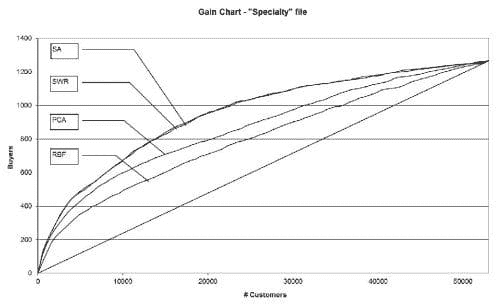 Gain Chart - "Specialty" file
1400
1200
1000
800
600
400
200
0
Buyers
SA
SWR
PCA
RBF
0
10000
20000
30000
40000
50000
# Customers